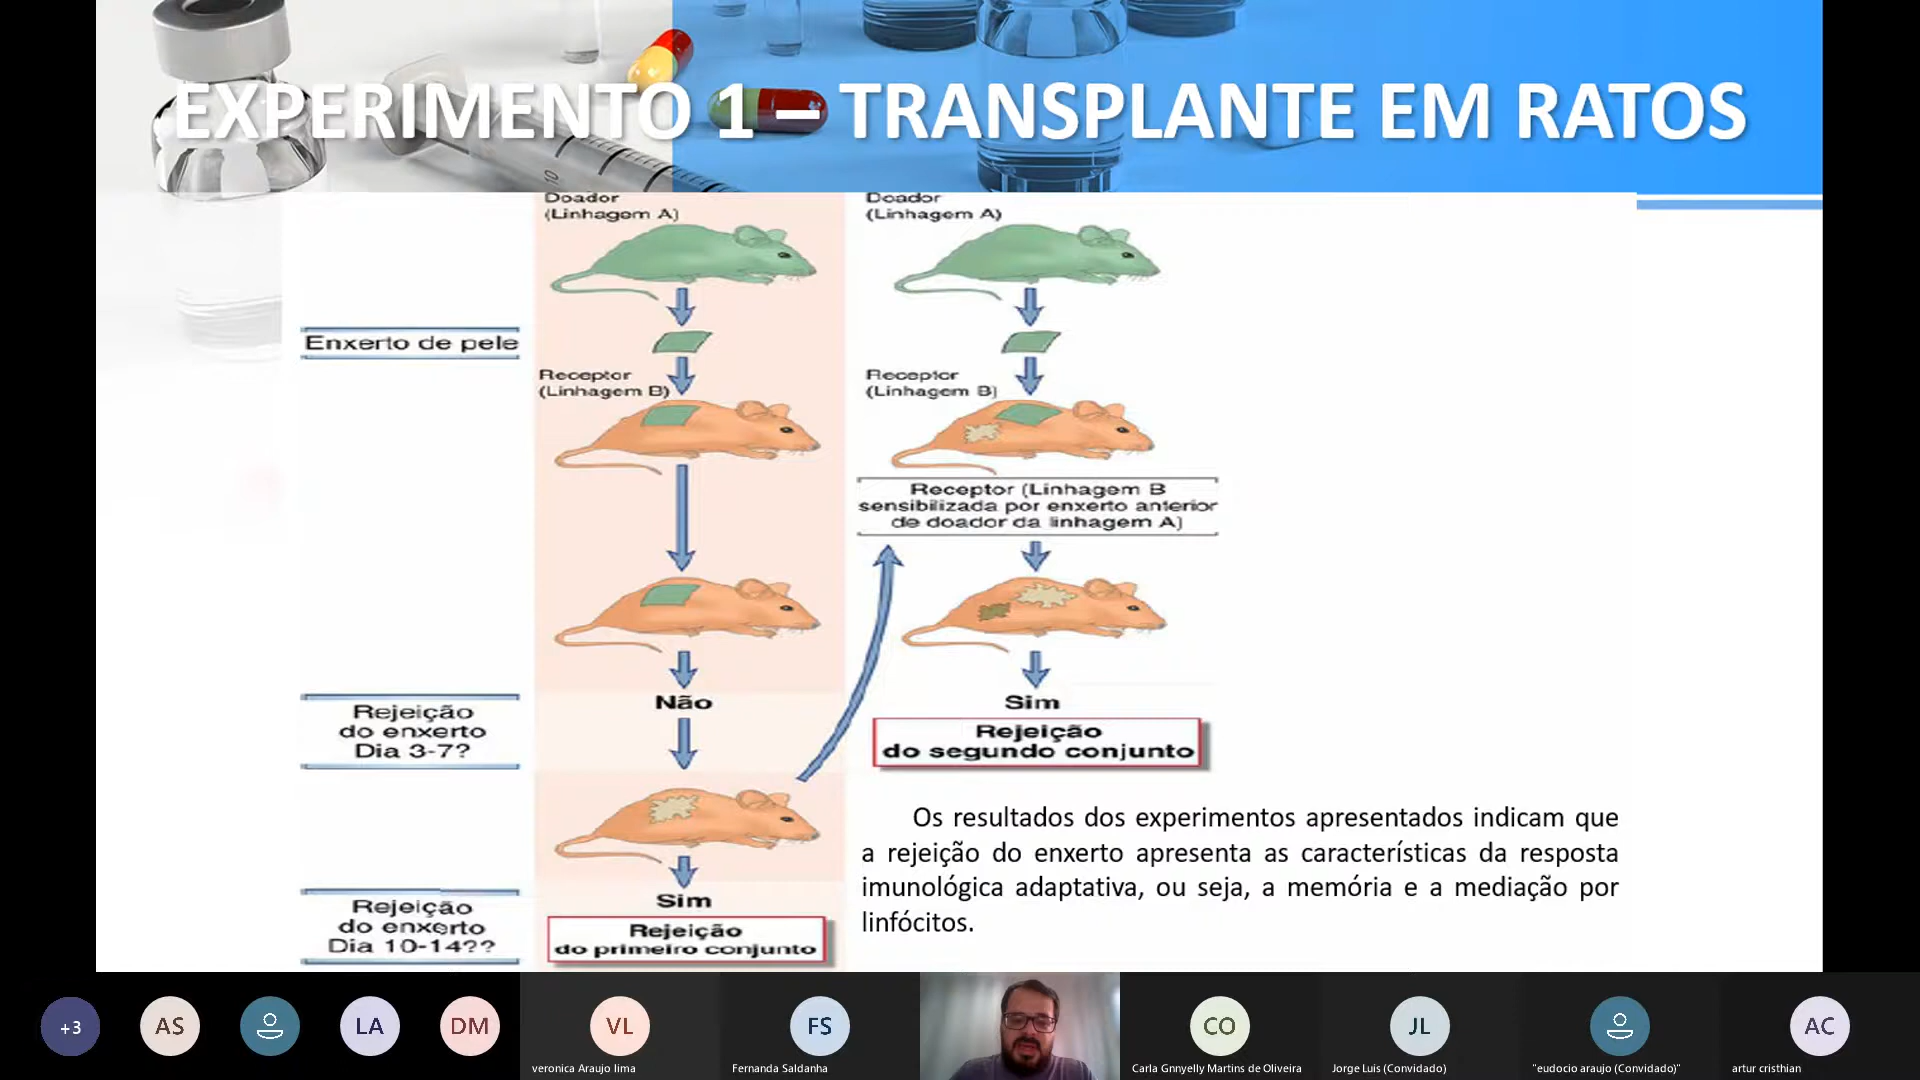 EXPERIMENTO 1 – TRANSPLANTE EM RATOS
Doador
(Linhagem A)
Doador
(Linhagem A)
Enxerto de pele
Receptor
(Linhagem B)
Receptor
(Linhagem B)
Receptor (Linhagem B
sensibilizada por enxerto anterior
de doador da linhagem A)
Rejeição
do enxerto
Dia 3-7?
Não
Sim
Rejeição
do segundo conjunto
Os resultados dos experimentos apresentados indicam que
a rejeição do enxerto apresenta as características da resposta
imunológica adaptativa, ou seja, a memória e a mediação por
linfócitos.
Rejeição
do enxerto
Dia 10-14??
Sim
Rejeição
do primeiro conjunto
10
+3
AS
LA
DM
VL
FS
CO
JL
AC
veronica Araujo lima
Fernanda Saldanha
Carla Gnnyelly Martins de Oliveira
Jorge Luis (Convidado)
"eudocio araujo (Convidado)"
artur cristhian